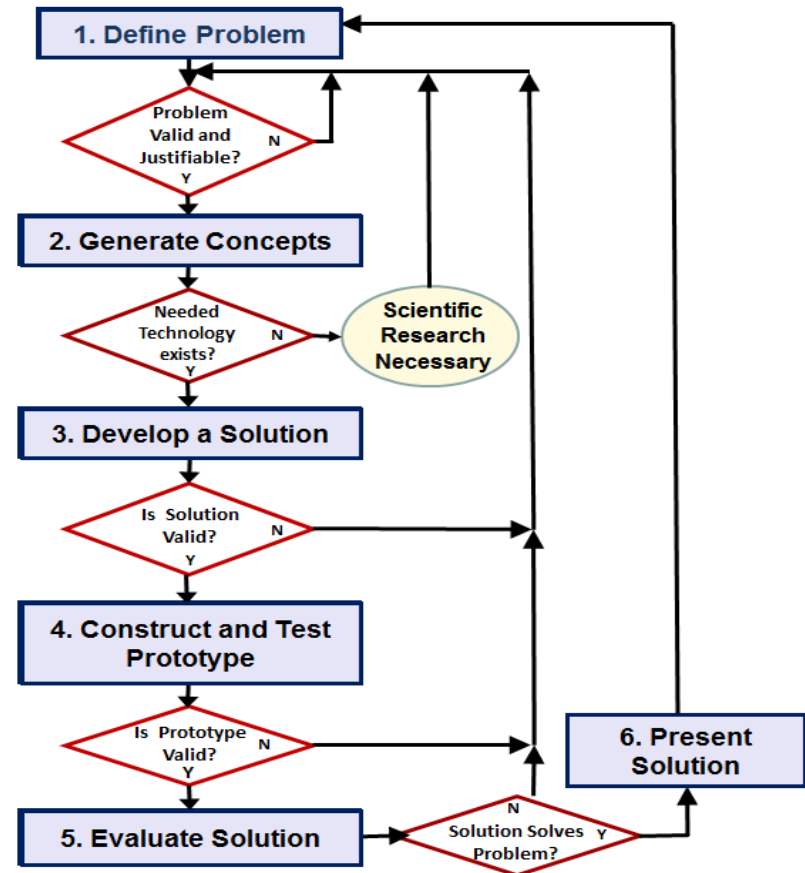 1. Define Problem
Problem
Valid and
Justifiable?
N
Y
2. Generate Concepts
Needed
Technology
exists?
N
Y
Scientific
Research
Necessary
3. Develop a Solution
Is Solution
Valid?
N
Y
4. Construct and Test
Prototype
Is Prototype
Valid?
N
Y
6. Present
Solution
5. Evaluate Solution
N
Solution Solves
Problem?
Y